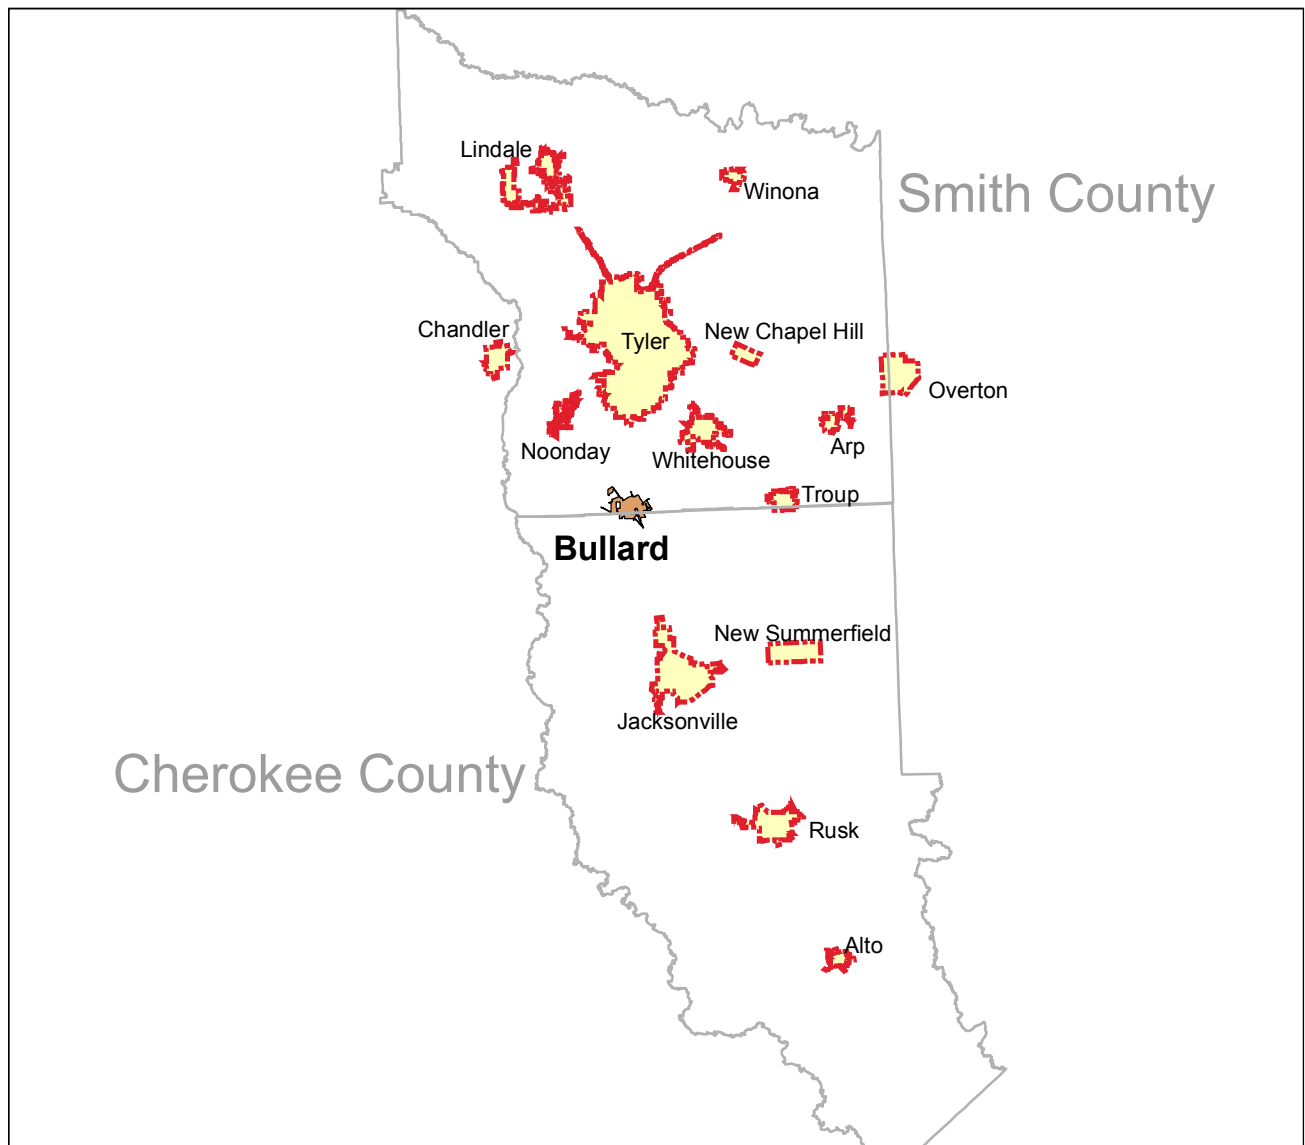 Lindale
Winona
Smith County
Chandler
Tyler
New Chapel Hill
Overton
Noonday
Whitehouse
Arp
Troup
Bullard
New Summerfield
Jacksonville
Cherokee County
Rusk
Alto